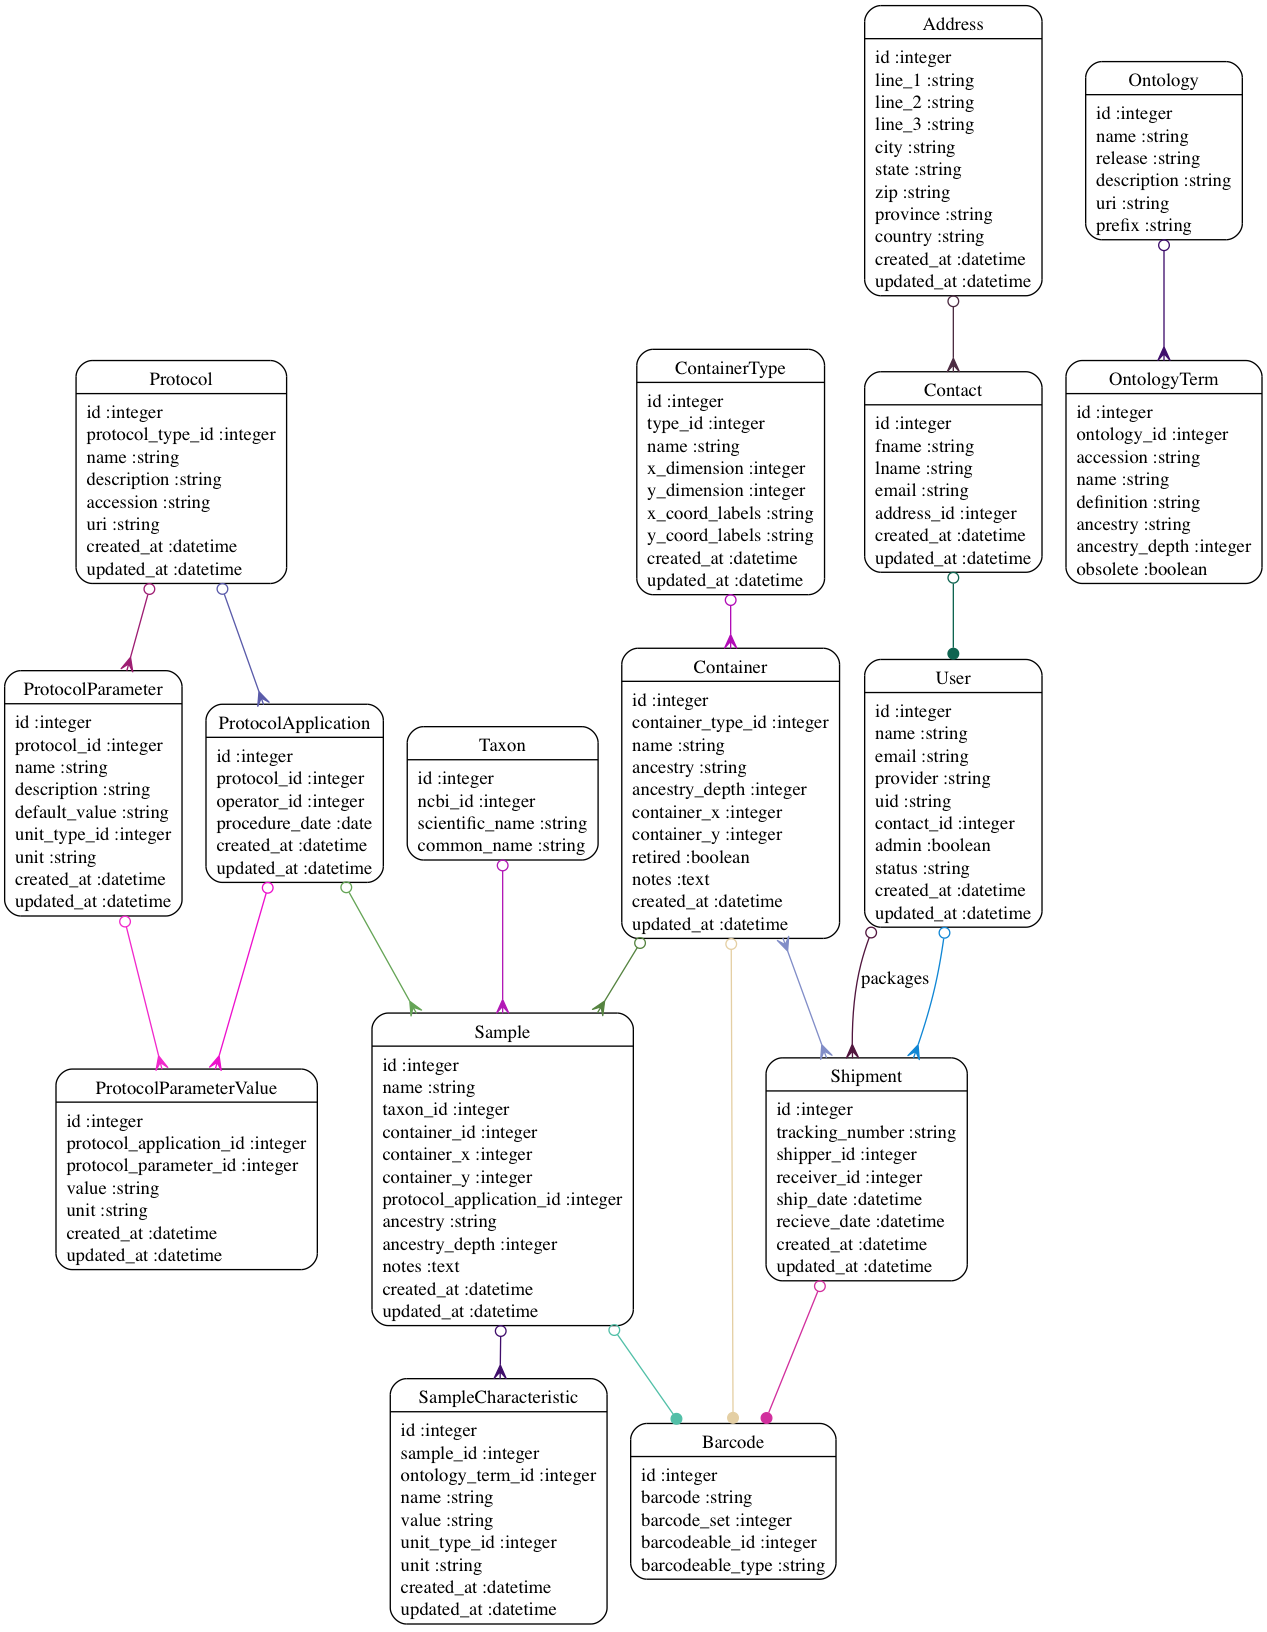 Address
id :integer
line_1 :string
line_2 :string
line_3 :string
city :string
state :string
zip :string
province :string
country :string
created_at :datetime
updated_at :datetime
Ontology
id :integer
name :string
release :string
description :string
uri :string
prefix :string
Protocol
id :integer
protocol_type_id :integer
name :string
description :string
accession :string
uri :string
created_at :datetime
updated_at :datetime
ContainerType
id :integer
type_id :integer
name :string
x_dimension :integer
y_dimension :integer
x_coord_labels :string
y_coord_labels :string
created_at :datetime
updated_at :datetime
Contact
id :integer
fname :string
lname :string
email :string
address_id :integer
created_at :datetime
updated_at :datetime
OntologyTerm
id :integer
ontology_id :integer
accession :string
name :string
definition :string
ancestry :string
ancestry_depth :integer
obsolete :boolean
ProtocolParameter
id :integer
protocol_id :integer
name :string
description :string
default_value :string
unit_type_id :integer
unit :string
created_at :datetime
updated_at :datetime
ProtocolApplication
id :integer
protocol_id :integer
operator_id :integer
procedure_date :date
created_at :datetime
updated_at :datetime
Taxon
id :integer
ncbi_id :integer
scientific_name :string
common_name :string
Container
id :integer
container_type_id :integer
name :string
ancestry :string
ancestry_depth :integer
container_x :integer
container_y :integer
retired :boolean
notes :text
created_at :datetime
updated_at :datetime
User
id :integer
name :string
email :string
provider :string
uid :string
contact_id :integer
admin :boolean
status :string
created_at :datetime
updated_at :datetime
packages
ProtocolParameterValue
id :integer
protocol_application_id :integer
protocol_parameter_id :integer
value :string
unit :string
created_at :datetime
updated_at :datetime
Sample
id :integer
name :string
taxon_id :integer
container_id :integer
container_x :integer
container_y :integer
protocol_application_id :integer
ancestry :string
ancestry_depth :integer
notes :text
created_at :datetime
updated_at :datetime
Shipment
id :integer
tracking_number :string
shipper_id :integer
receiver_id :integer
ship_date :datetime
recieve_date :datetime
created_at :datetime
updated_at :datetime
SampleCharacteristic
id :integer
sample_id :integer
ontology_term_id :integer
name :string
value :string
unit_type_id :integer
unit :string
created_at :datetime
updated_at :datetime
Barcode
id :integer
barcode :string
barcode_set :integer
barcodeable_id :integer
barcodeable_type :string